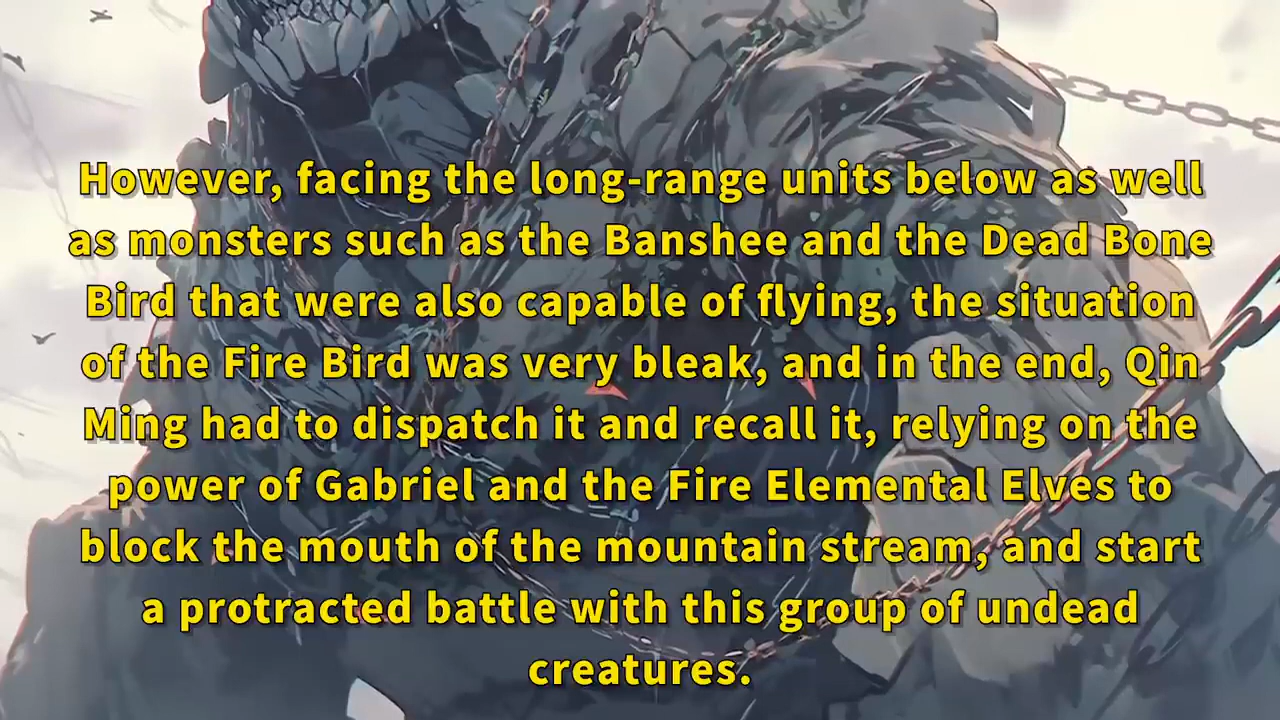 However, facing the long-range units below as well
as monsters such as the Banshee and the Dead Bone
Bird that were also capable of flying, the situation
of the Fire Bird was very bleak, and in the end, Qin
Ming had to dispatch it and recall it, relying on the
power of Gabriel and the Fire Elemental Elves to
block the mouth of the mountain stream, and start
a protracted battle with this group of undead
creatures.